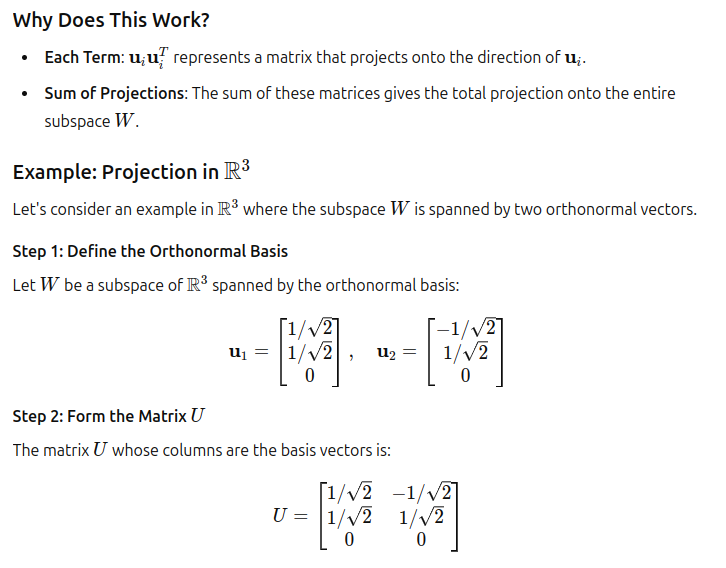 Why Does This Work?
• Each Term: $\mathbf{u}_i\mathbf{u}_i^T$ represents a matrix that projects onto the direction of $\mathbf{u}_i$.
• Sum of Projections: The sum of these matrices gives the total projection onto the entire
subspace $W$.
Example: Projection in $\mathbb{R}^3$
Let's consider an example in $\mathbb{R}^3$ where the subspace $W$ is spanned by two orthonormal vectors.
Step 1: Define the Orthonormal Basis
Let $W$ be a subspace of $\mathbb{R}^3$ spanned by the orthonormal basis:
$\mathbf{u}_1 = \begin{bmatrix} 1/\sqrt{2} \\ 1/\sqrt{2} \\ 0 \end{bmatrix}, \quad \mathbf{u}_2 = \begin{bmatrix} -1/\sqrt{2} \\ 1/\sqrt{2} \\ 0 \end{bmatrix}$
Step 2: Form the Matrix $U$
The matrix $U$ whose columns are the basis vectors is:
$U = \begin{bmatrix} 1/\sqrt{2} & -1/\sqrt{2} \\ 1/\sqrt{2} & 1/\sqrt{2} \\ 0 & 0 \end{bmatrix}$